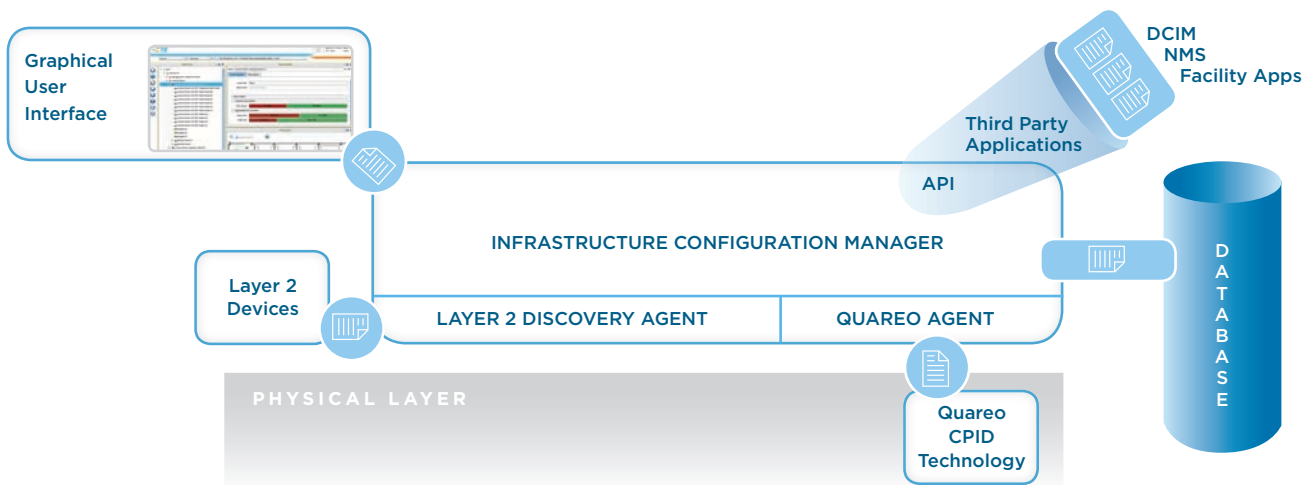 Graphical
User
Interface
DCIM
NMS
Facility Apps
Third Party
Applications
API
INFRASTRUCTURE CONFIGURATION MANAGER
Layer 2
Devices
LAYER 2 DISCOVERY AGENT
QUAREO AGENT
DATABASE
PHYSICAL LAYER
Quareo
CPID
Technology